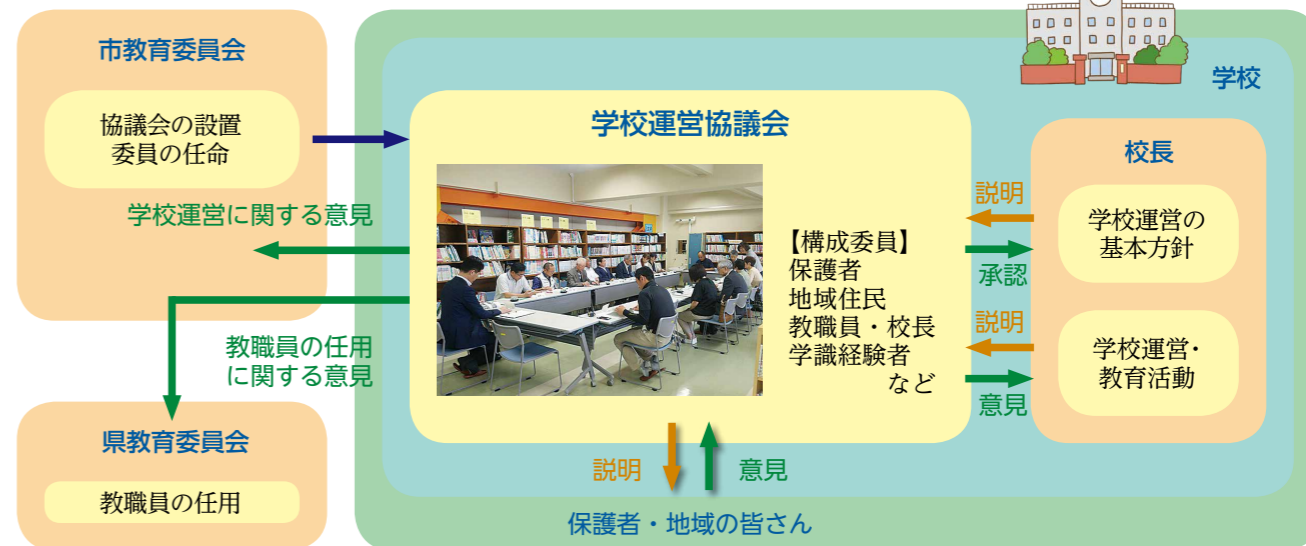 市教育委員会
協議会の設置
委員の任命
学校運営に関する意見
教職員の任用
に関する意見
県教育委員会
教職員の任用
学校運営協議会
【構成委員】
保護者
地域住民
教職員・校長
学識経験者
など
説明
意見
保護者・地域の皆さん
学校
校長
説明
承認
学校運営の
基本方針
説明
意見
学校運営・
教育活動